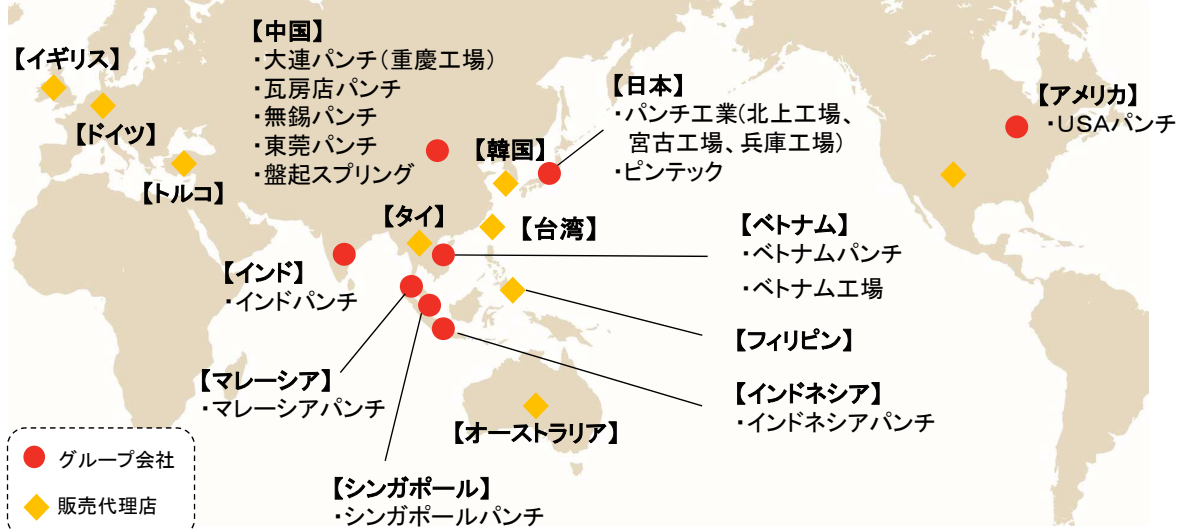 【イギリス】
【ドイツ】
【トルコ】
【中国】
・大連パンチ（重慶工場）
・瓦房店パンチ
・無錫パンチ
・東莞パンチ
・盤起スプリング
【韓国】
【日本】
・パンチ工業(北上工場、
宮古工場、兵庫工場)
・ピンテック
【アメリカ】
・ＵＳＡパンチ
【タイ】
【台湾】
【インド】
・インドパンチ
【ベトナム】
・ベトナムパンチ
・ベトナム工場
【フィリピン】
【マレーシア】
・マレーシアパンチ
【インドネシア】
・インドネシアパンチ
【オーストラリア】
【シンガポール】
・シンガポールパンチ
グループ会社
販売代理店